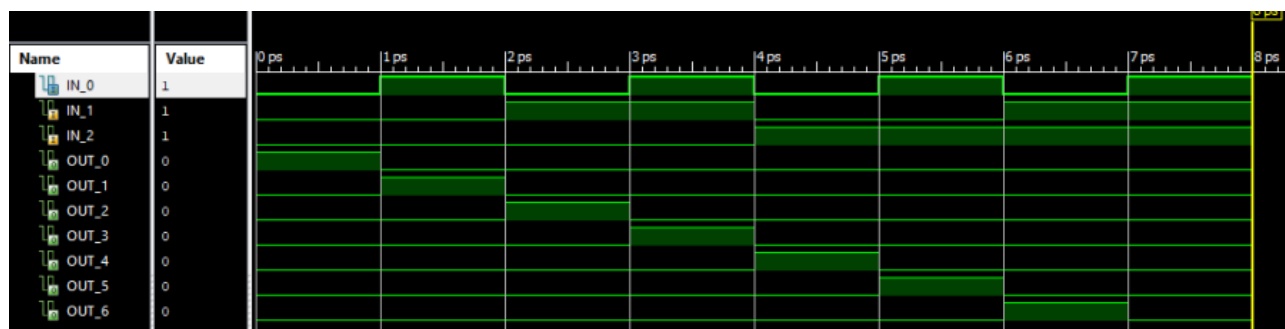 8 ps
Name Value 0 ps 1 ps 2 ps 3 ps 4 ps 5 ps 6 ps 7 ps 8 ps
IN_0 1
IN_1 1
IN_2 1
OUT_0 0
OUT_1 0
OUT_2 0
OUT_3 0
OUT_4 0
OUT_5 0
OUT_6 0